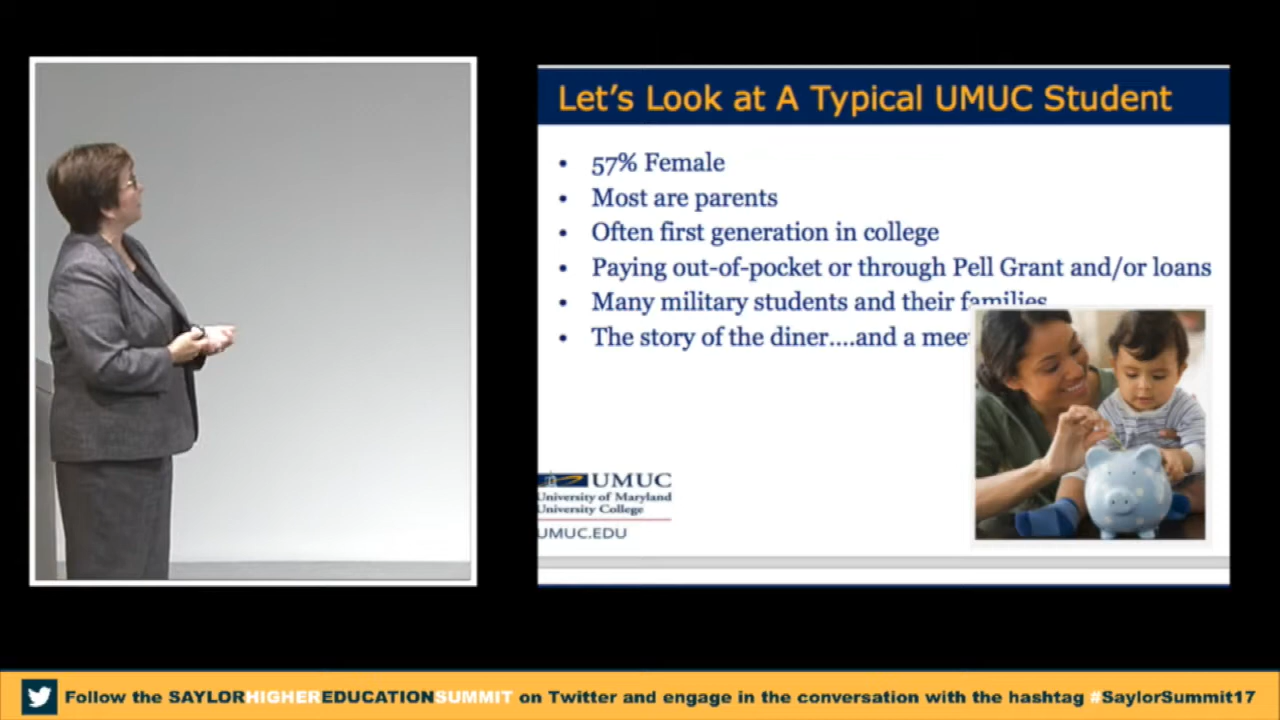 Let's Look at A Typical UMUC Student
• 57% Female
• Most are parents
• Often first generation in college
• Paying out-of-pocket or through Pell Grant and/or loans
• Many military students and their families
• The story of the diner....and a
UMUC
University of Maryland
University College
UMUC.EDU
Follow the SAYLORHIGHEREDUCATIONSUMMIT on Twitter and engage in the conversation with the hashtag #SaylorSummit17